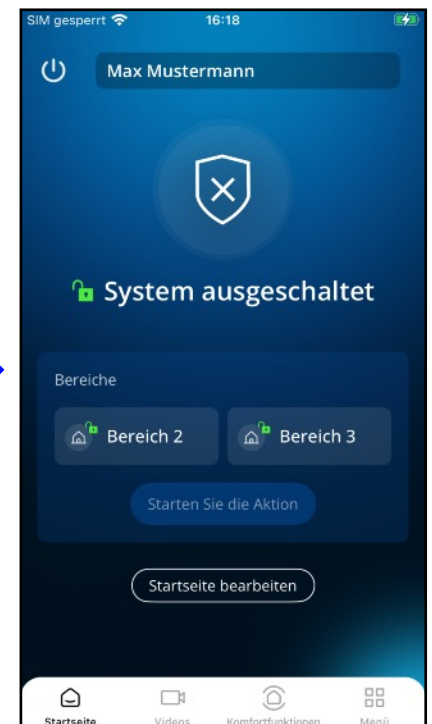 SIM gesperrt 16:18
Max Mustermann
System ausgeschaltet
Bereiche
Bereich 2 Bereich 3
Starten Sie die Aktion
Startseite bearbeiten
Startseite Videos Komfortfunktionen Menü